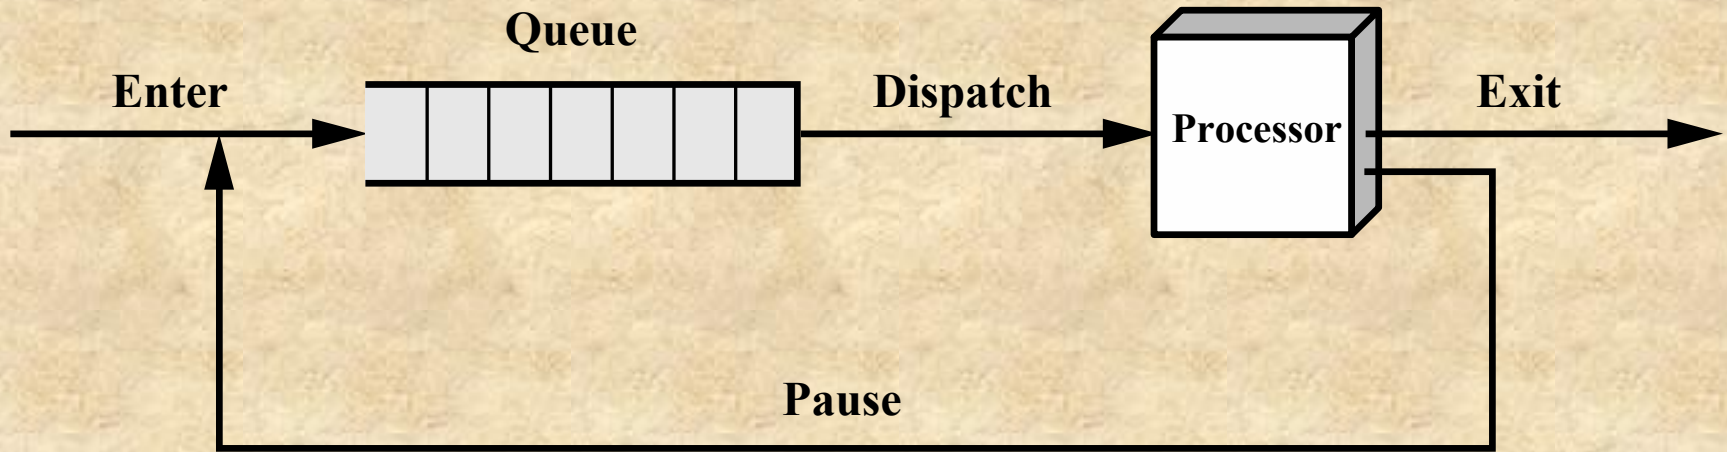 Queue
Enter
Dispatch
Processor
Exit
Pause